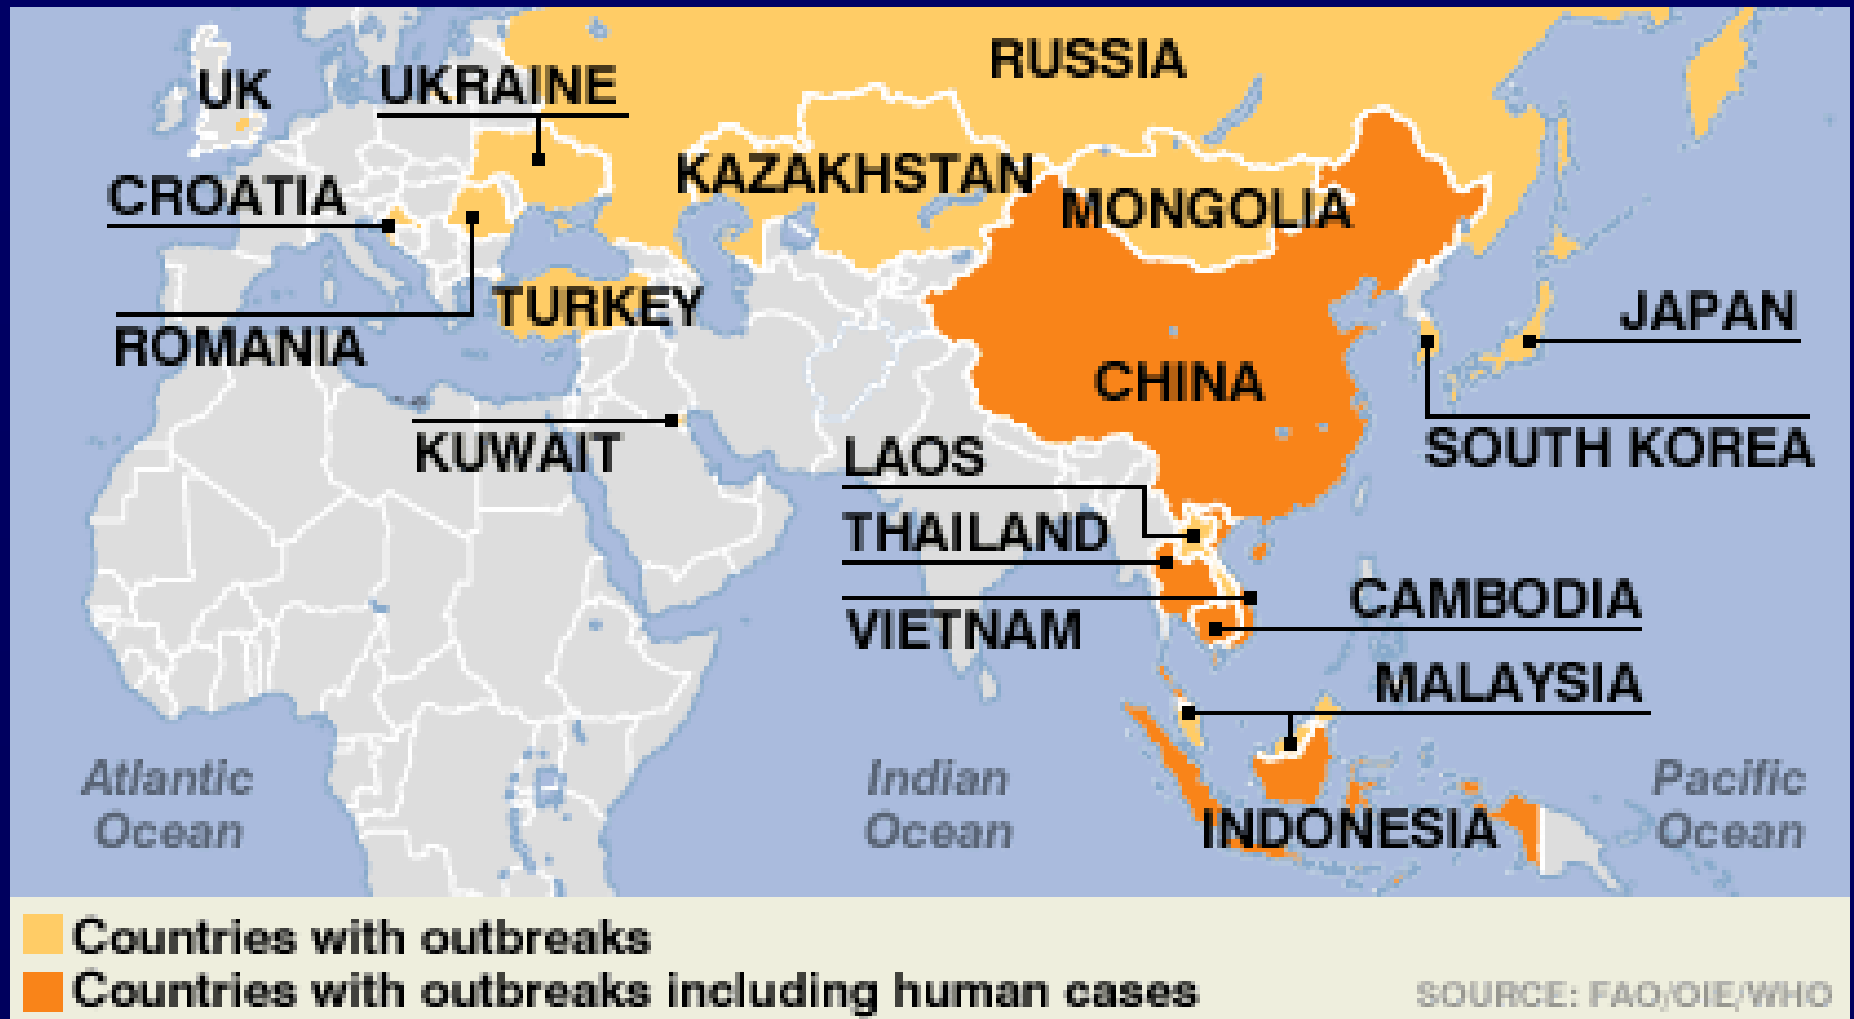 RUSSIA
UK
UKRAINE
KAZAKHSTAN
CROATIA
MONGOLIA
TURKEY
JAPAN
ROMANIA
CHINA
KUWAIT
LAOS
SOUTH KOREA
THAILAND
CAMBODIA
VIETNAM
MALAYSIA
Atlantic
Ocean
Indian
Ocean
Pacific
Ocean
INDONESIA
Countries with outbreaks
Countries with outbreaks including human cases
SOURCE: FAO/OIE/WHO